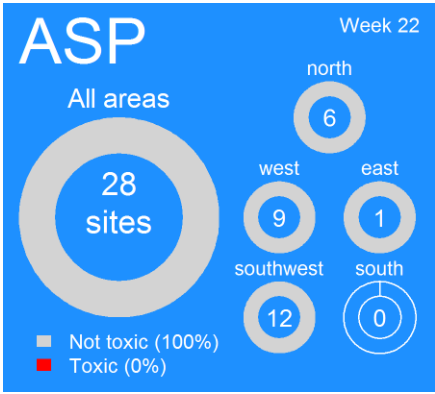 ASP
Week 22
All areas
28
sites
north
6
west
9
east
1
southwest
12
south
0
Not toxic (100%)
Toxic (0%)